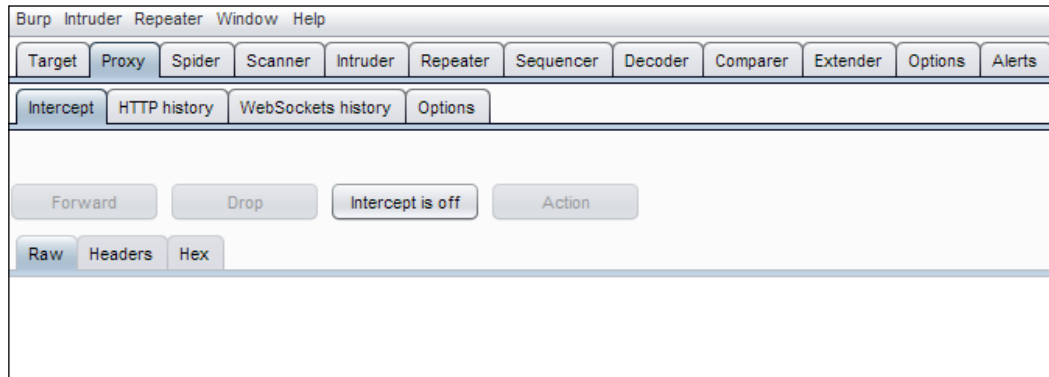 Burp Intruder Repeater Window Help
Target Proxy Spider Scanner Intruder Repeater Sequencer Decoder Comparer Extender Options Alerts
Intercept HTTP history WebSockets history Options
Forward Drop Intercept is off Action
Raw Headers Hex